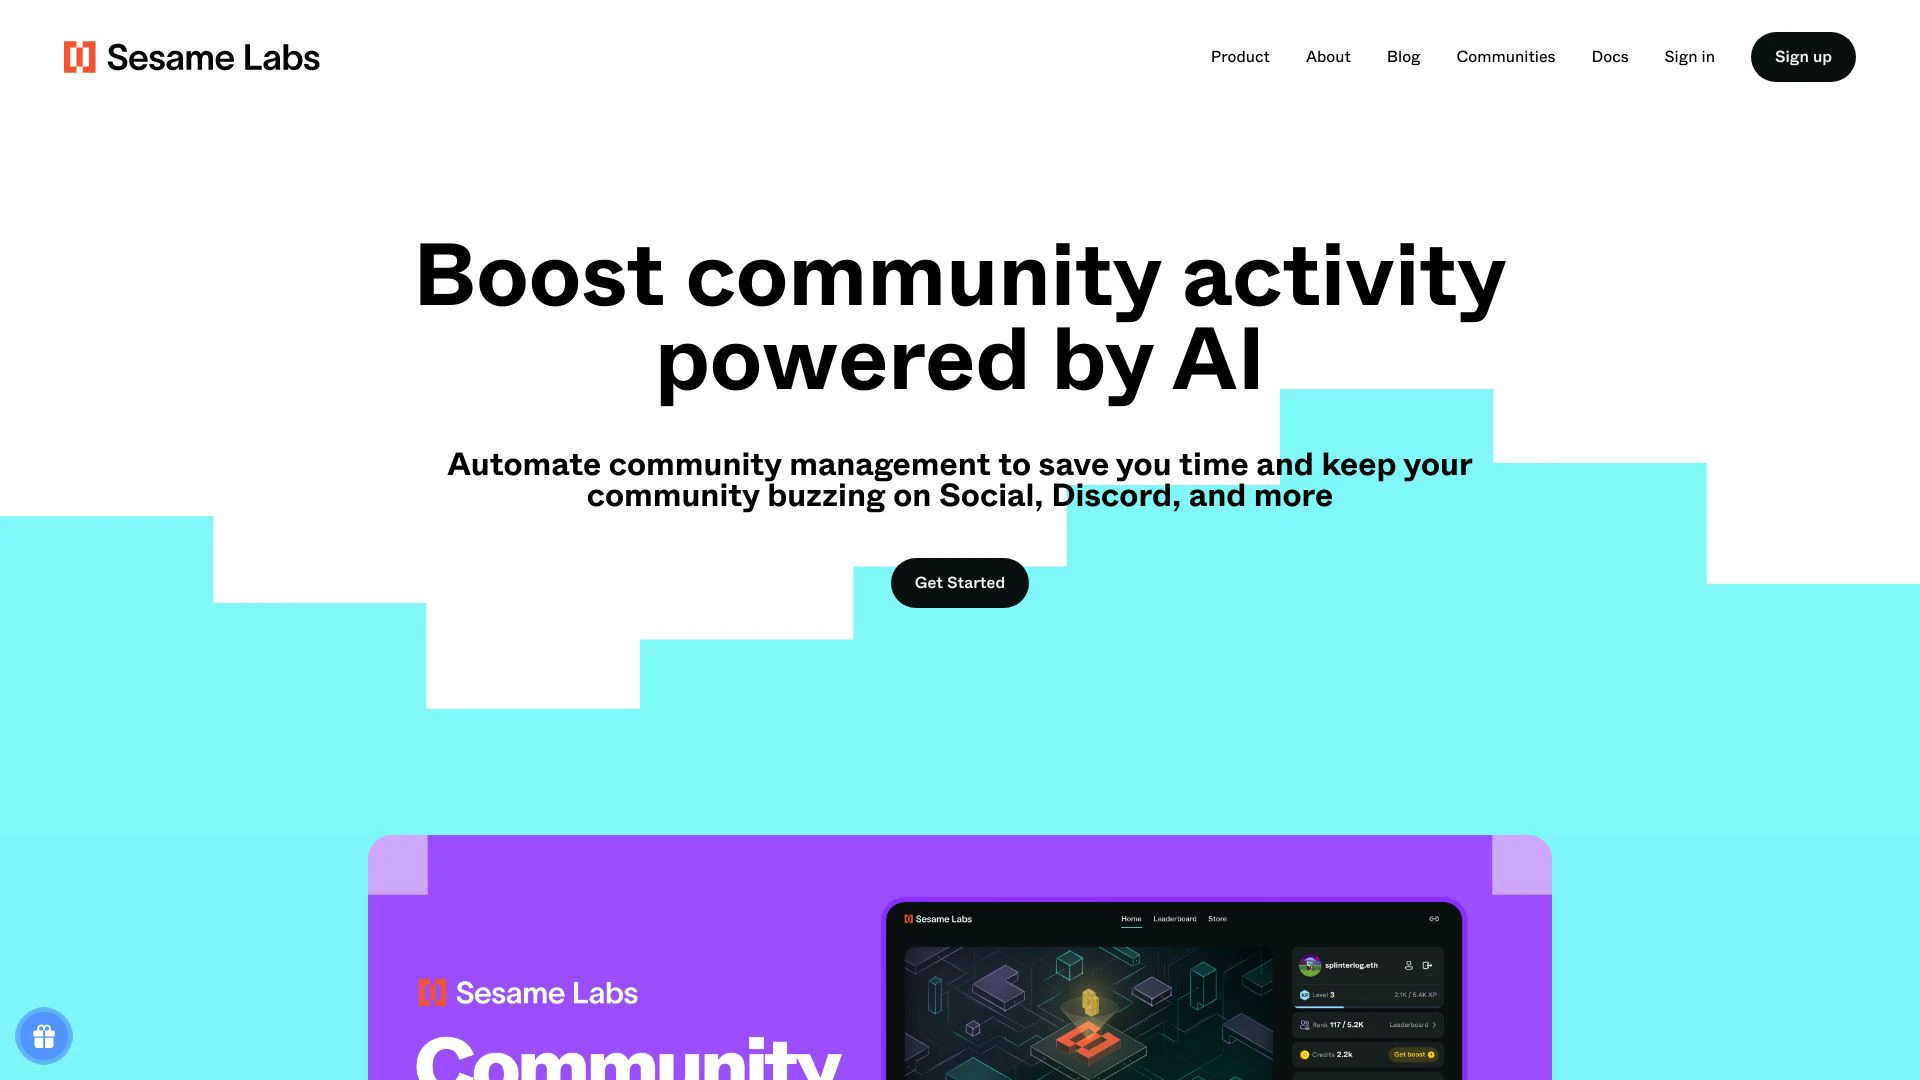 Sesame Labs
Product
About
Blog
Communities
Docs
Sign in
Sign up
Boost community activity
powered by AI
Automate community management to save you time and keep your
community buzzing on Social, Discord, and more
Get Started
Sesame Labs
Community
Sesame Labs
Home
Leaderboard
Store
splinterlog.eth
Level 3
2.1K / 5.4K XP
Rank 117 / 5.2K
Leaderboard
Credits 2.2k
Get boost